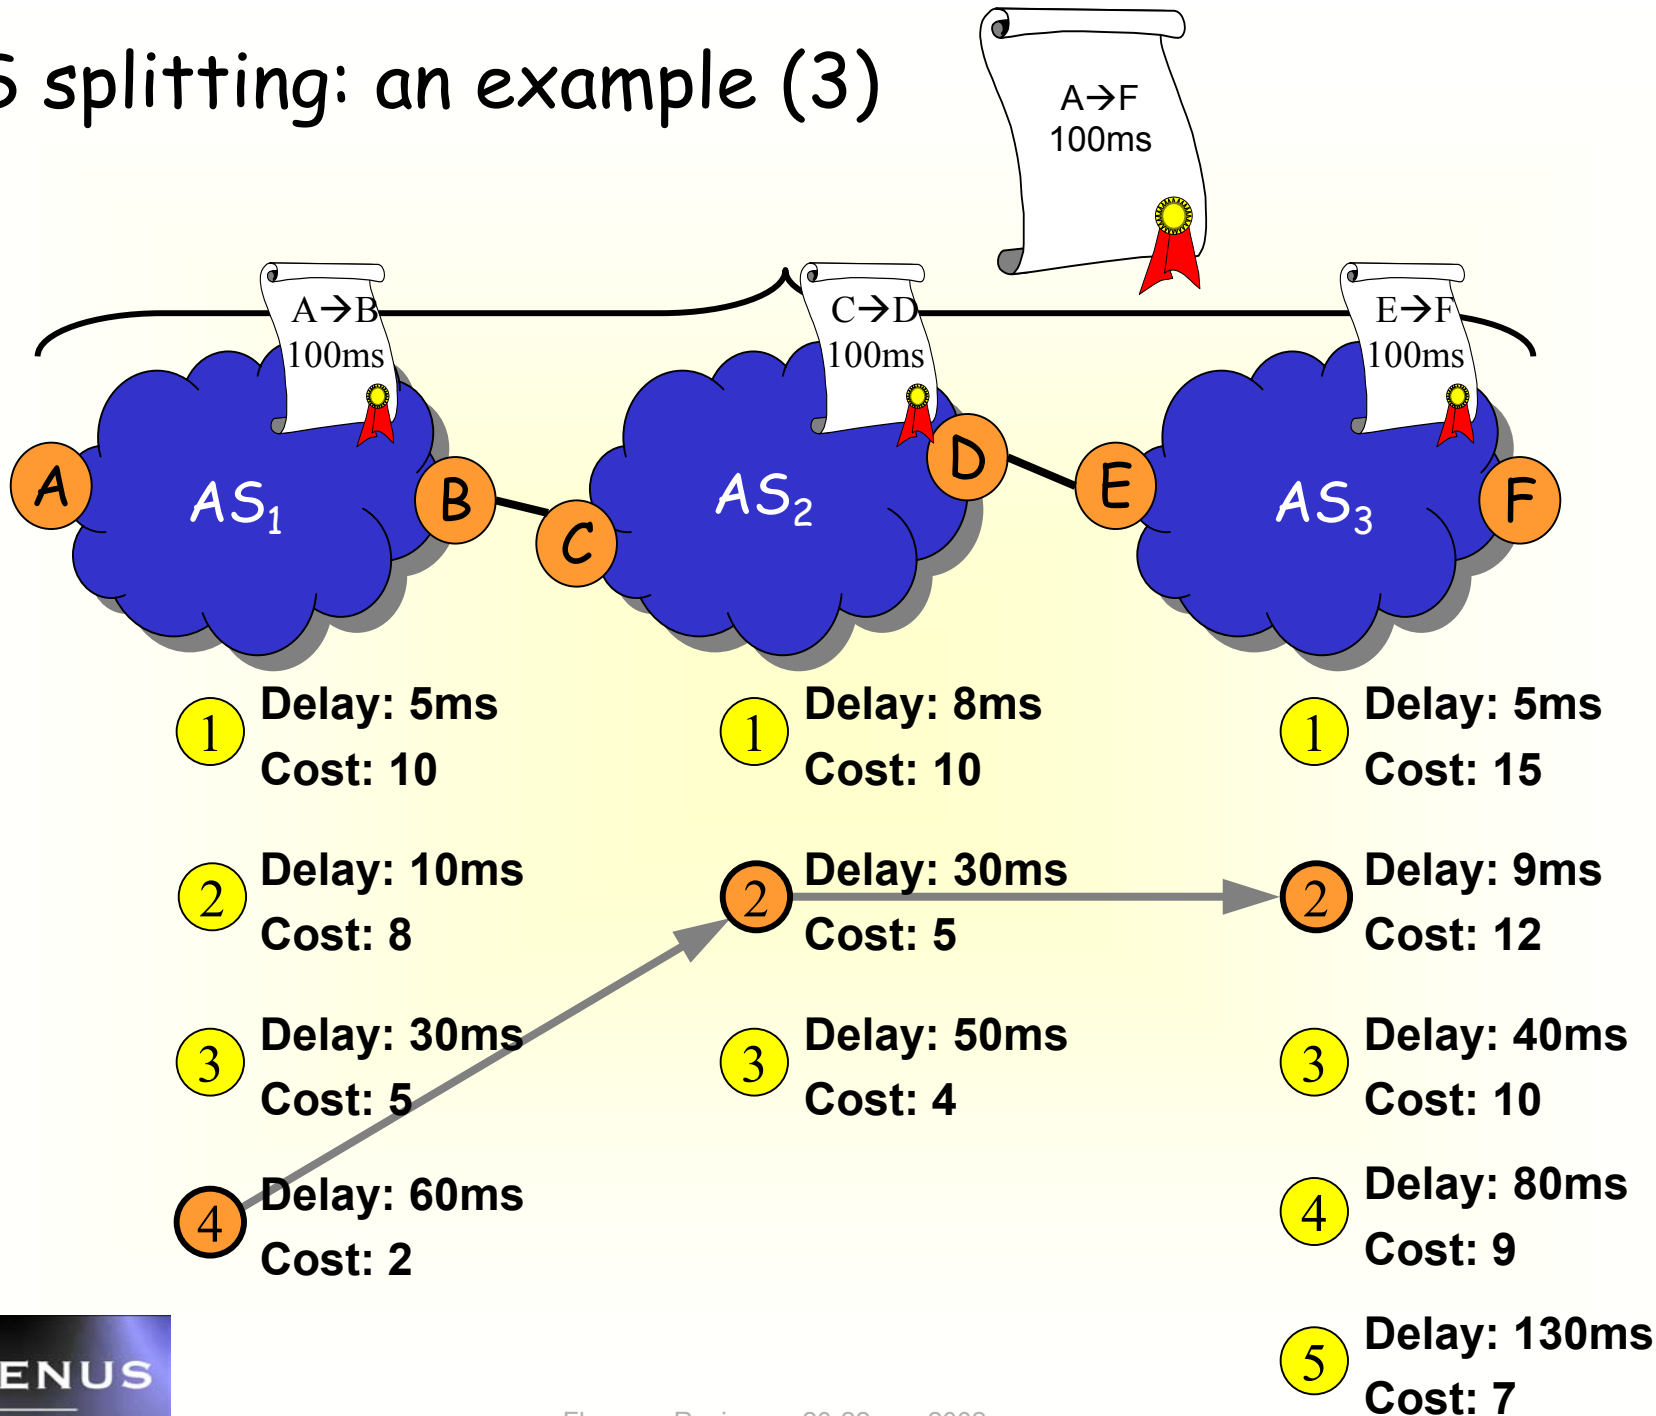 splitting: an example (3)
A→F
100ms
A→B
100ms
C→D
100ms
E→F
100ms
A
AS1
B
C
AS2
D
E
AS3
F
1
Delay: 5ms
Cost: 10
1
Delay: 8ms
Cost: 10
1
Delay: 5ms
Cost: 15
2
Delay: 10ms
Cost: 8
2
Delay: 30ms
Cost: 5
2
Delay: 9ms
Cost: 12
3
Delay: 30ms
Cost: 5
3
Delay: 50ms
Cost: 4
3
Delay: 40ms
Cost: 10
4
Delay: 60ms
Cost: 2
4
Delay: 80ms
Cost: 9
5
Delay: 130ms
Cost: 7
ENUS